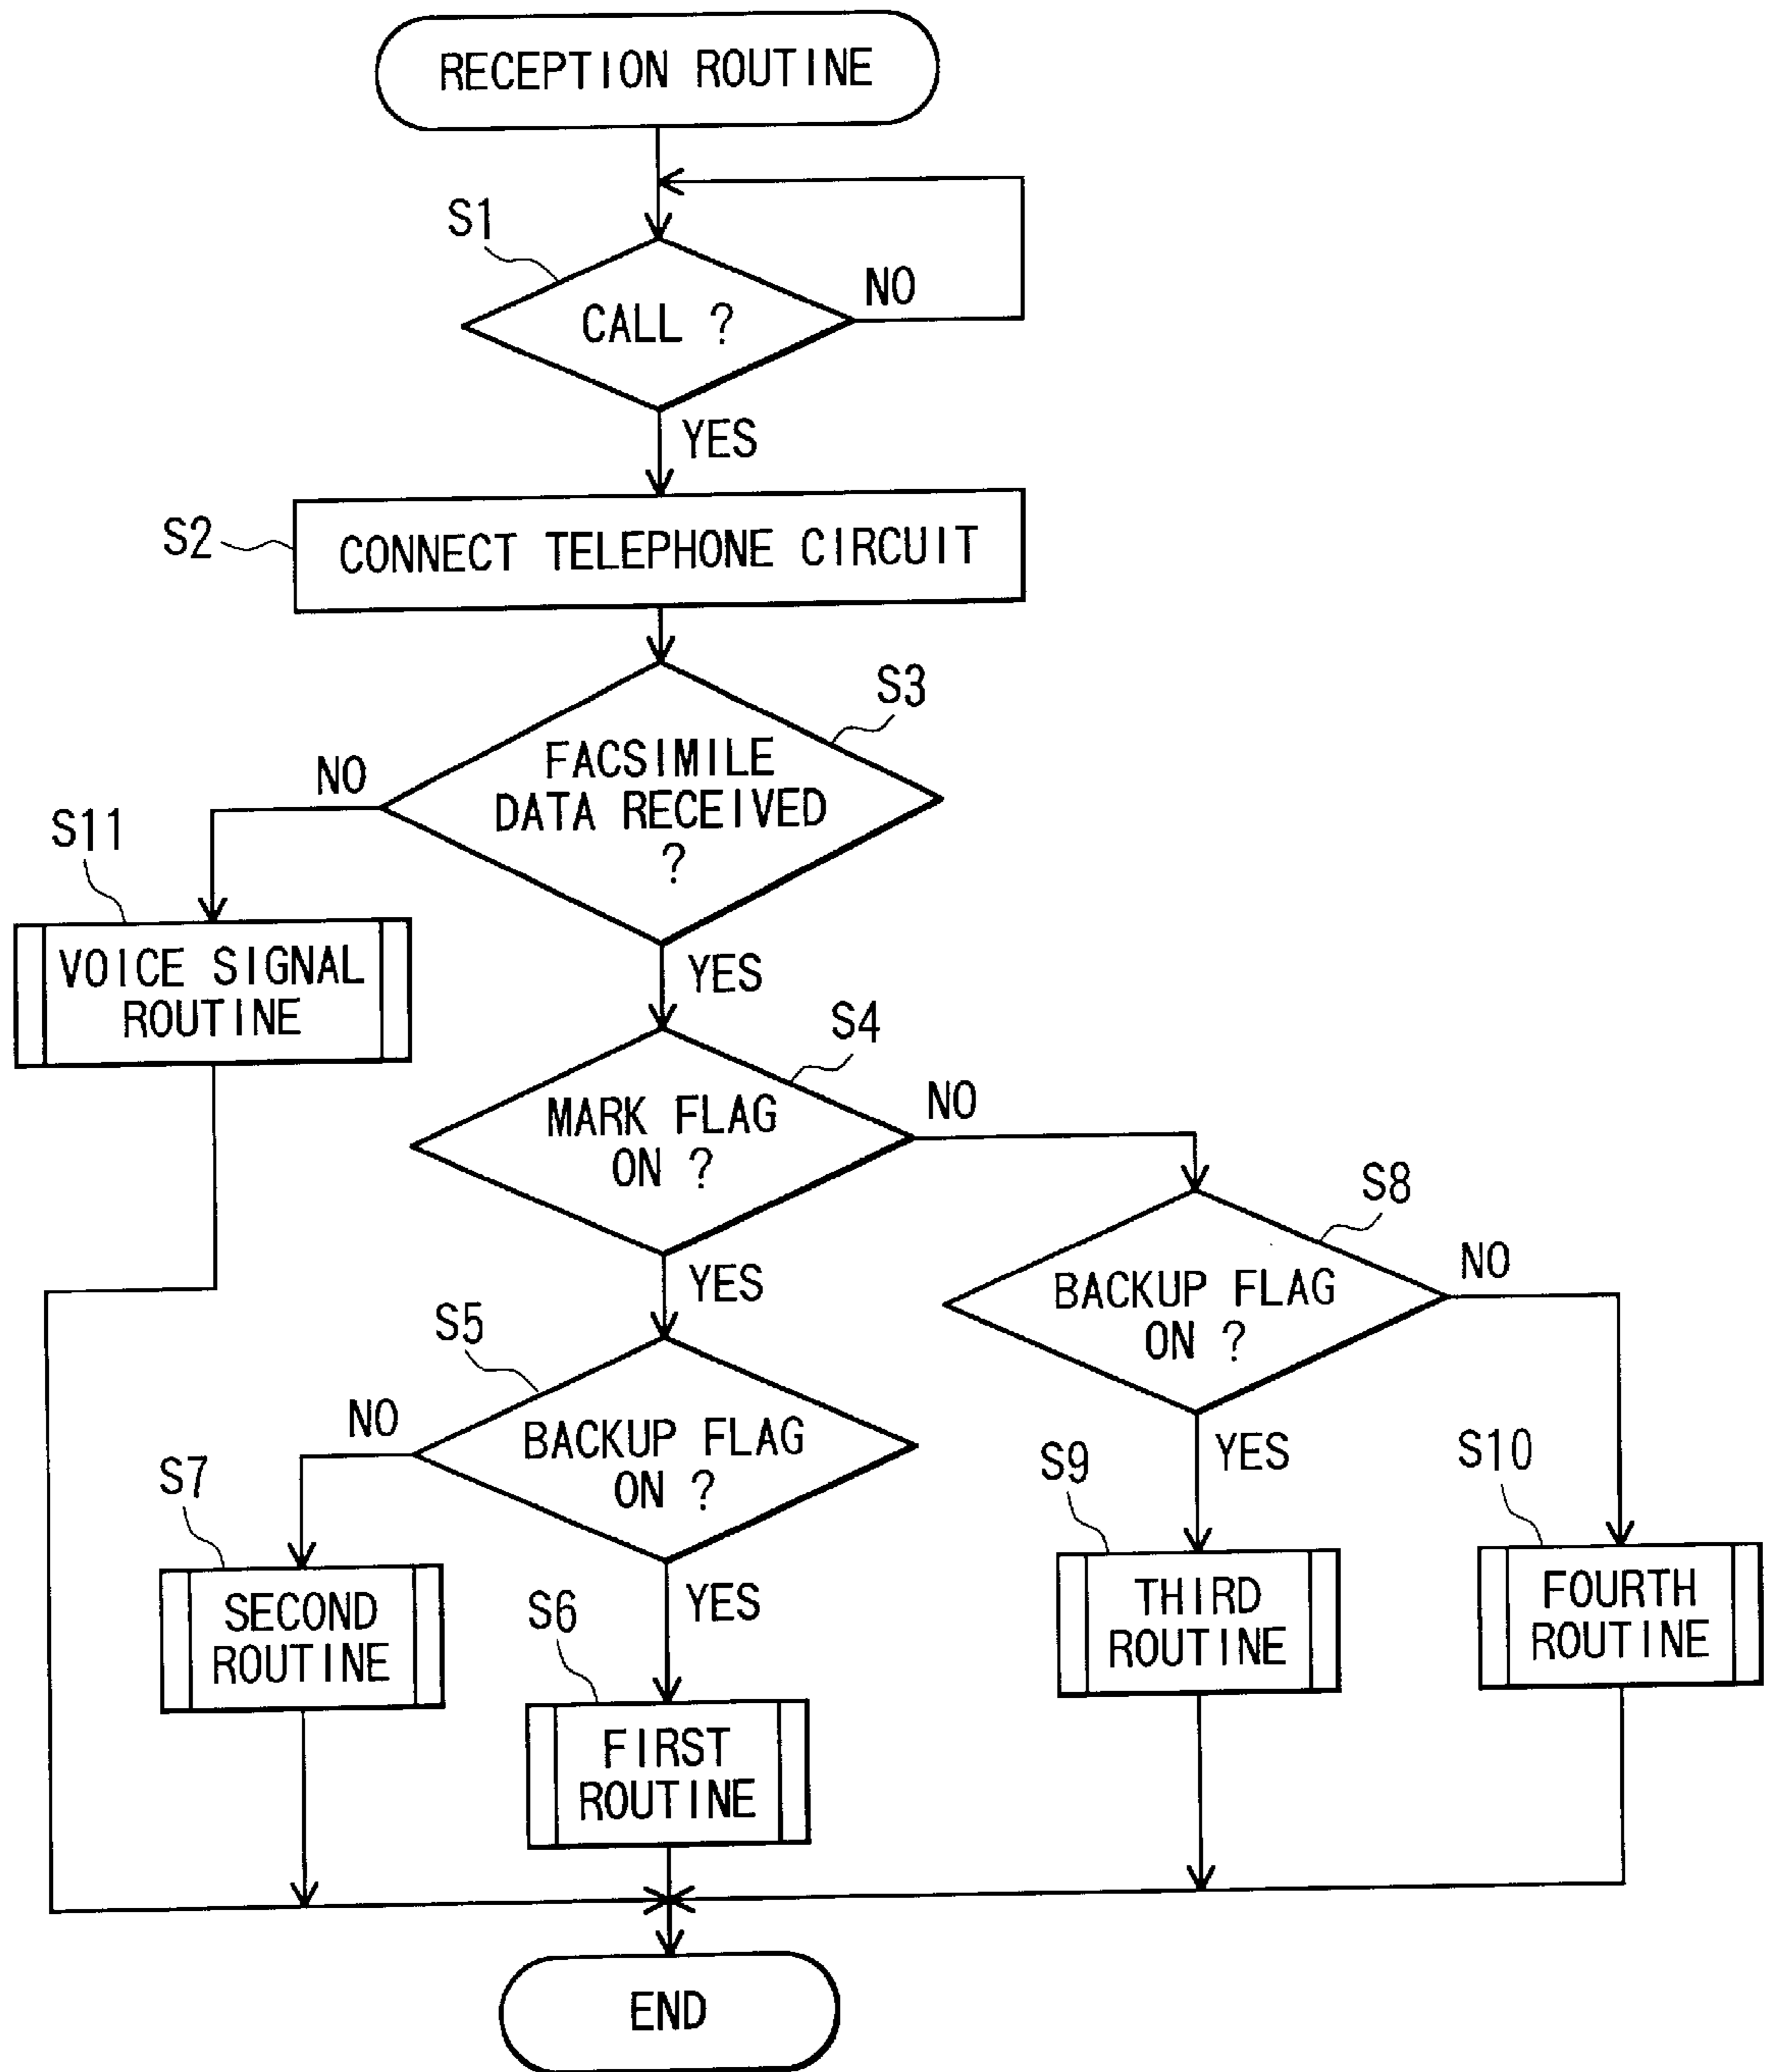 RECEPTION ROUTINE
S1
CALL ?
NO
YES
S2
CONNECT TELEPHONE CIRCUIT
S3
FACSIMILE
DATA RECEIVED
?
NO
YES
S11
VOICE SIGNAL
ROUTINE
S4
MARK FLAG
ON ?
NO
YES
S8
BACKUP FLAG
ON ?
NO
YES
S5
BACKUP FLAG
ON ?
NO
YES
S7
SECOND
ROUTINE
S6
FIRST
ROUTINE
S9
THIRD
ROUTINE
S10
FOURTH
ROUTINE
END